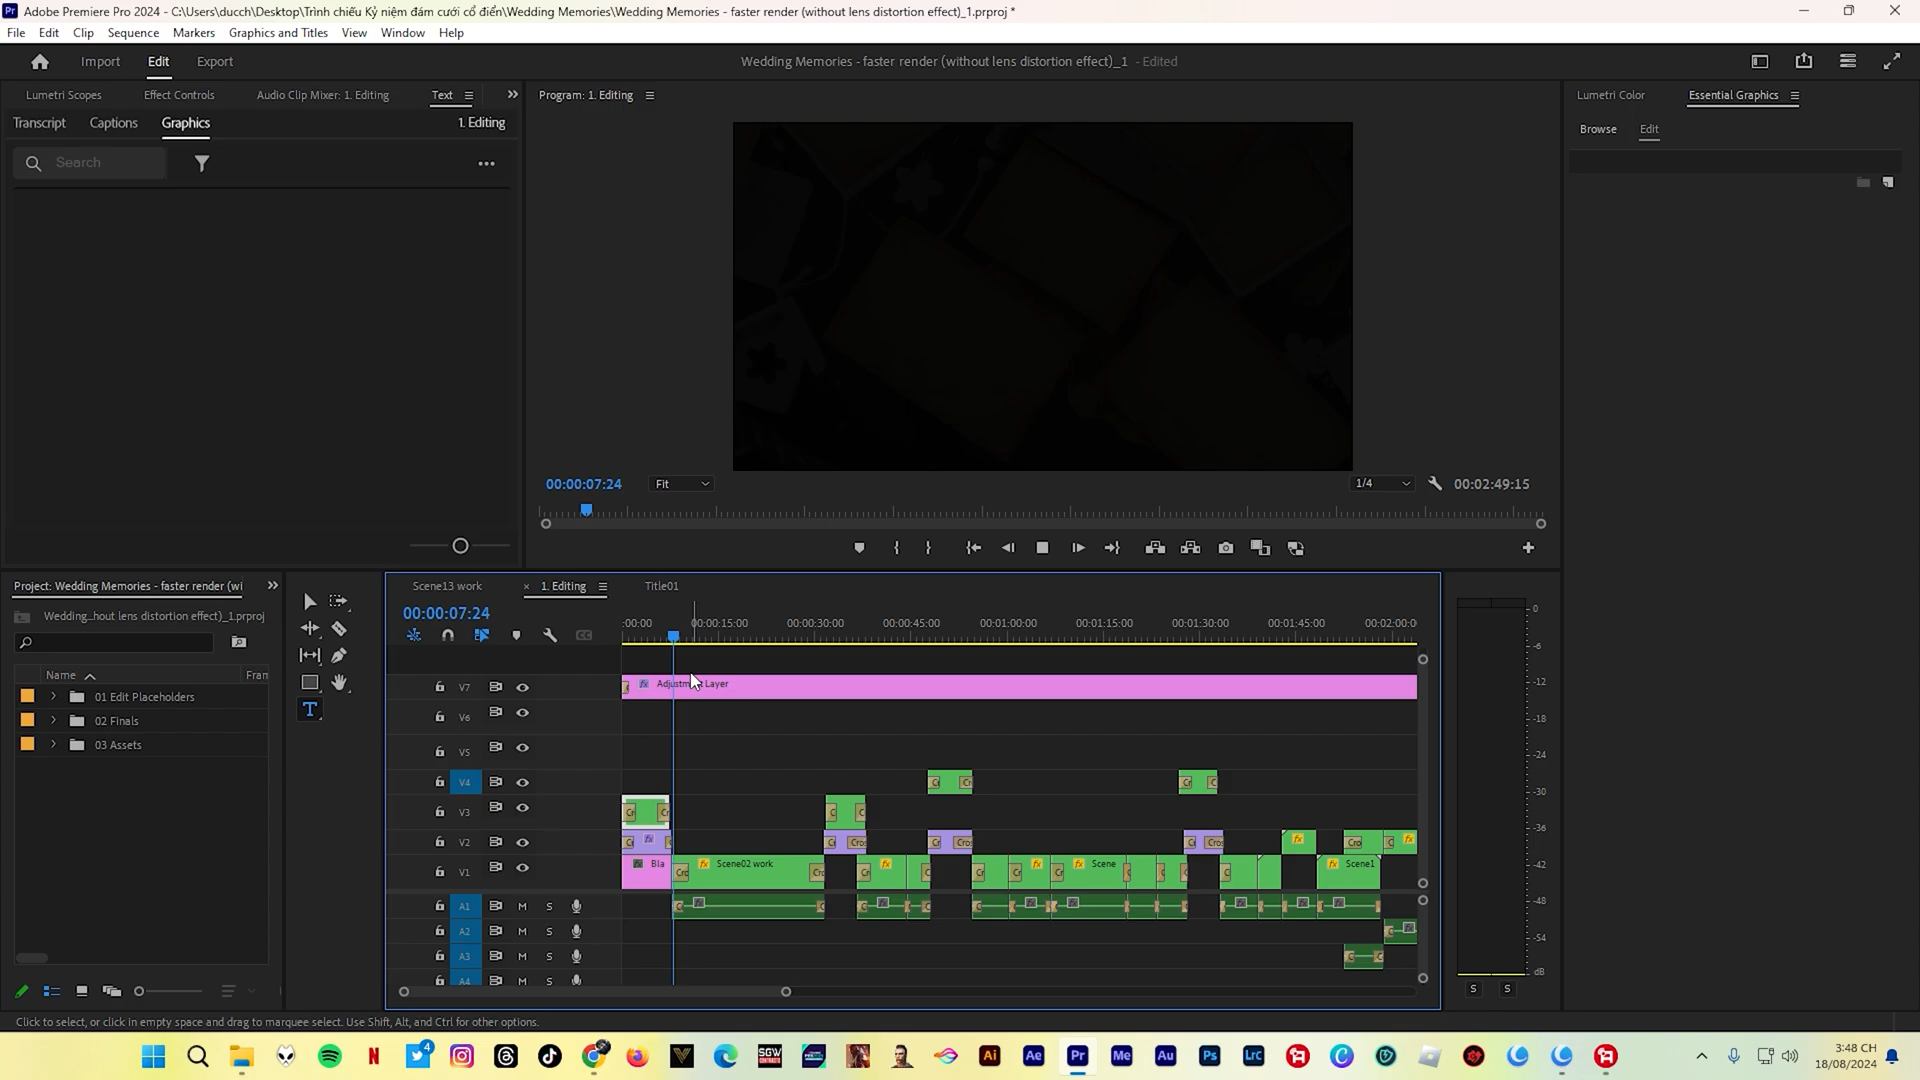 Adobe Premiere Pro 2024 - C:\Users\ducch\Desktop\Trình chiếu Kỷ niệm đám cưới cổ điển\Wedding Memories\Wedding Memories - faster render (without lens distortion effect)_1.prproj *
File Edit Clip Sequence Markers Graphics and Titles View Window Help
Import Edit Export
Wedding Memories - faster render (without lens distortion effect)_1 - Edited
Lumetri Scopes Effect Controls Audio Clip Mixer: 1. Editing Text
Program: 1. Editing
Lumetri Color Essential Graphics
Transcript Captions Graphics 1. Editing
Browse Edit
Search
00:00:07:24 Fit 1/4 00:02:49:15
Project: Wedding Memories - faster render (wi
Scene13 work × 1. Editing Title01
Wedding...hout lens distortion effect)_1.prproj
00:00:07:24
:00:00 00:00:15:00 00:00:30:00 00:00:45:00 00:01:00:00 00:01:15:00 00:01:30:00 00:01:45:00 00:02:00:0
Name Fran
01 Edit Placeholders
02 Finals
03 Assets
V7 fx Adjustment Layer
V6
V5
V4
V3
V2
V1 Bla Scene02 work Scene Scene1
A1 M S
A2 M S
A3 M S
A4 M S
0
-6
-12
-18
-24
-30
-36
-42
-48
-54
dB
S S
Click to select, or click in empty space and drag to marquee select. Use Shift, Alt, and Ctrl for other options.
3:48 CH
18/08/2024